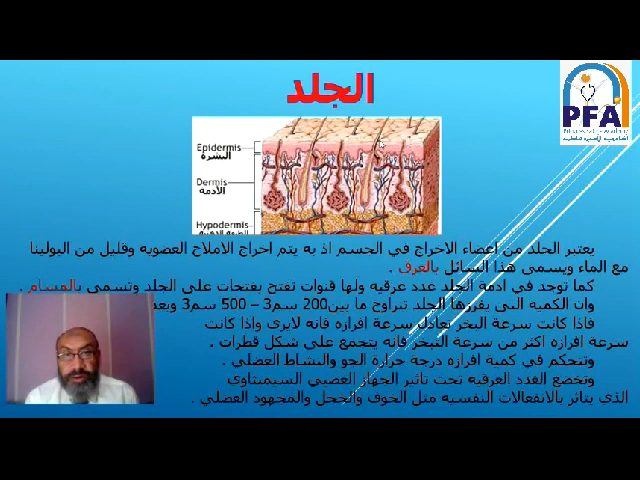 الجلد
PFA
Epidermis
البشرة
Dermis
الأدمة
Hypodermis
يعتبر الجلد من اعضاء الاخراج في الجسم اذ به يتم اخراج الاملاح العضويه وقليل من البولينا
مع الماء ويسمى هذا السائل بالعرق .
كما توجد في ادمة الجلد غدد عرقيه ولها قنوات تفتح بفتحات على الجلد وتسمى بالمسام .
وان الكميه التى يفرزها الجلد تتراوح ما بين200 سم3 – 500 سم3
فاذا كانت سرعة البخر تعادل سرعة افرازه فانه لايرى واذا كانت
سرعة افرازه اكثر من سرعة التبخر فانه يتجمع على شكل قطرات .
وتتحكم في كمية افرازه درجة حرارة الجو والنشاط العضلي .
وتخضع الغدد العرقيه تحت تاثير الجهاز العصبي السيمبتاوي
الذي يتاثر بالانفعالات النفسيه مثل الخوف والخجل والمجهود العضلي .